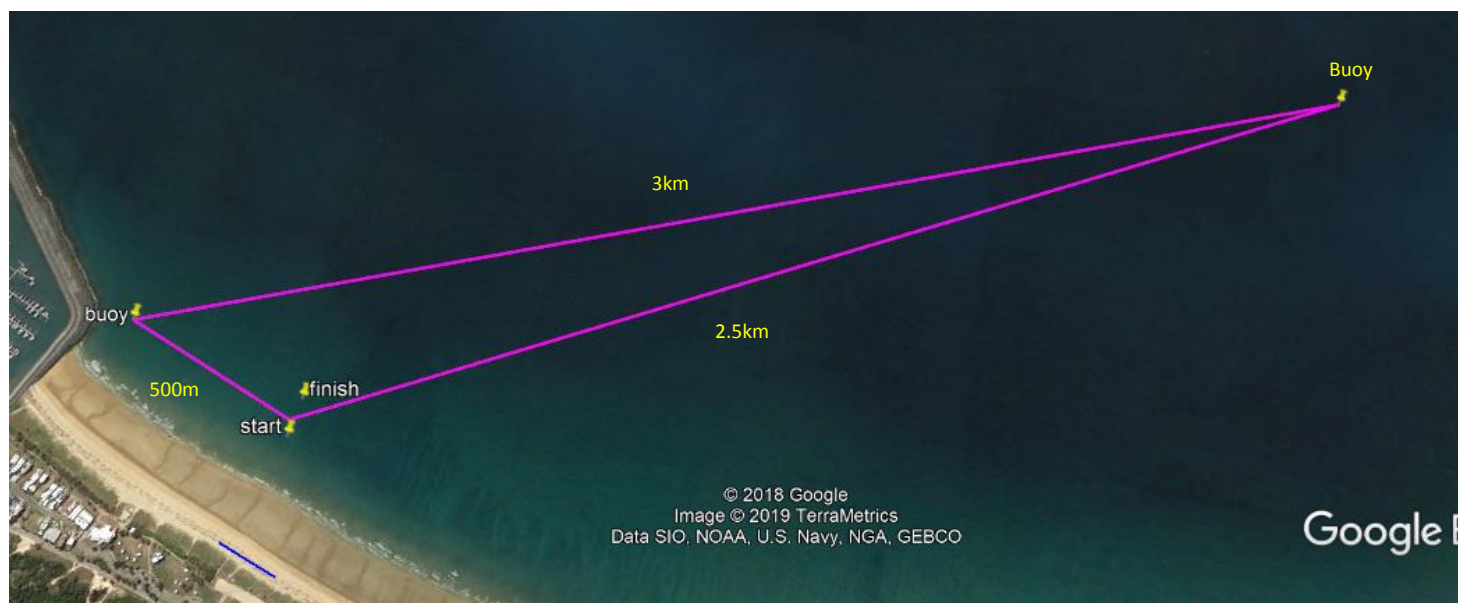 Buoy
3km
buoy
2.5km
500m
finish
start
© 2018 Google
Image © 2019 TerraMetrics
Data SIO, NOAA, U.S. Navy, NGA, GEBCO
Google E